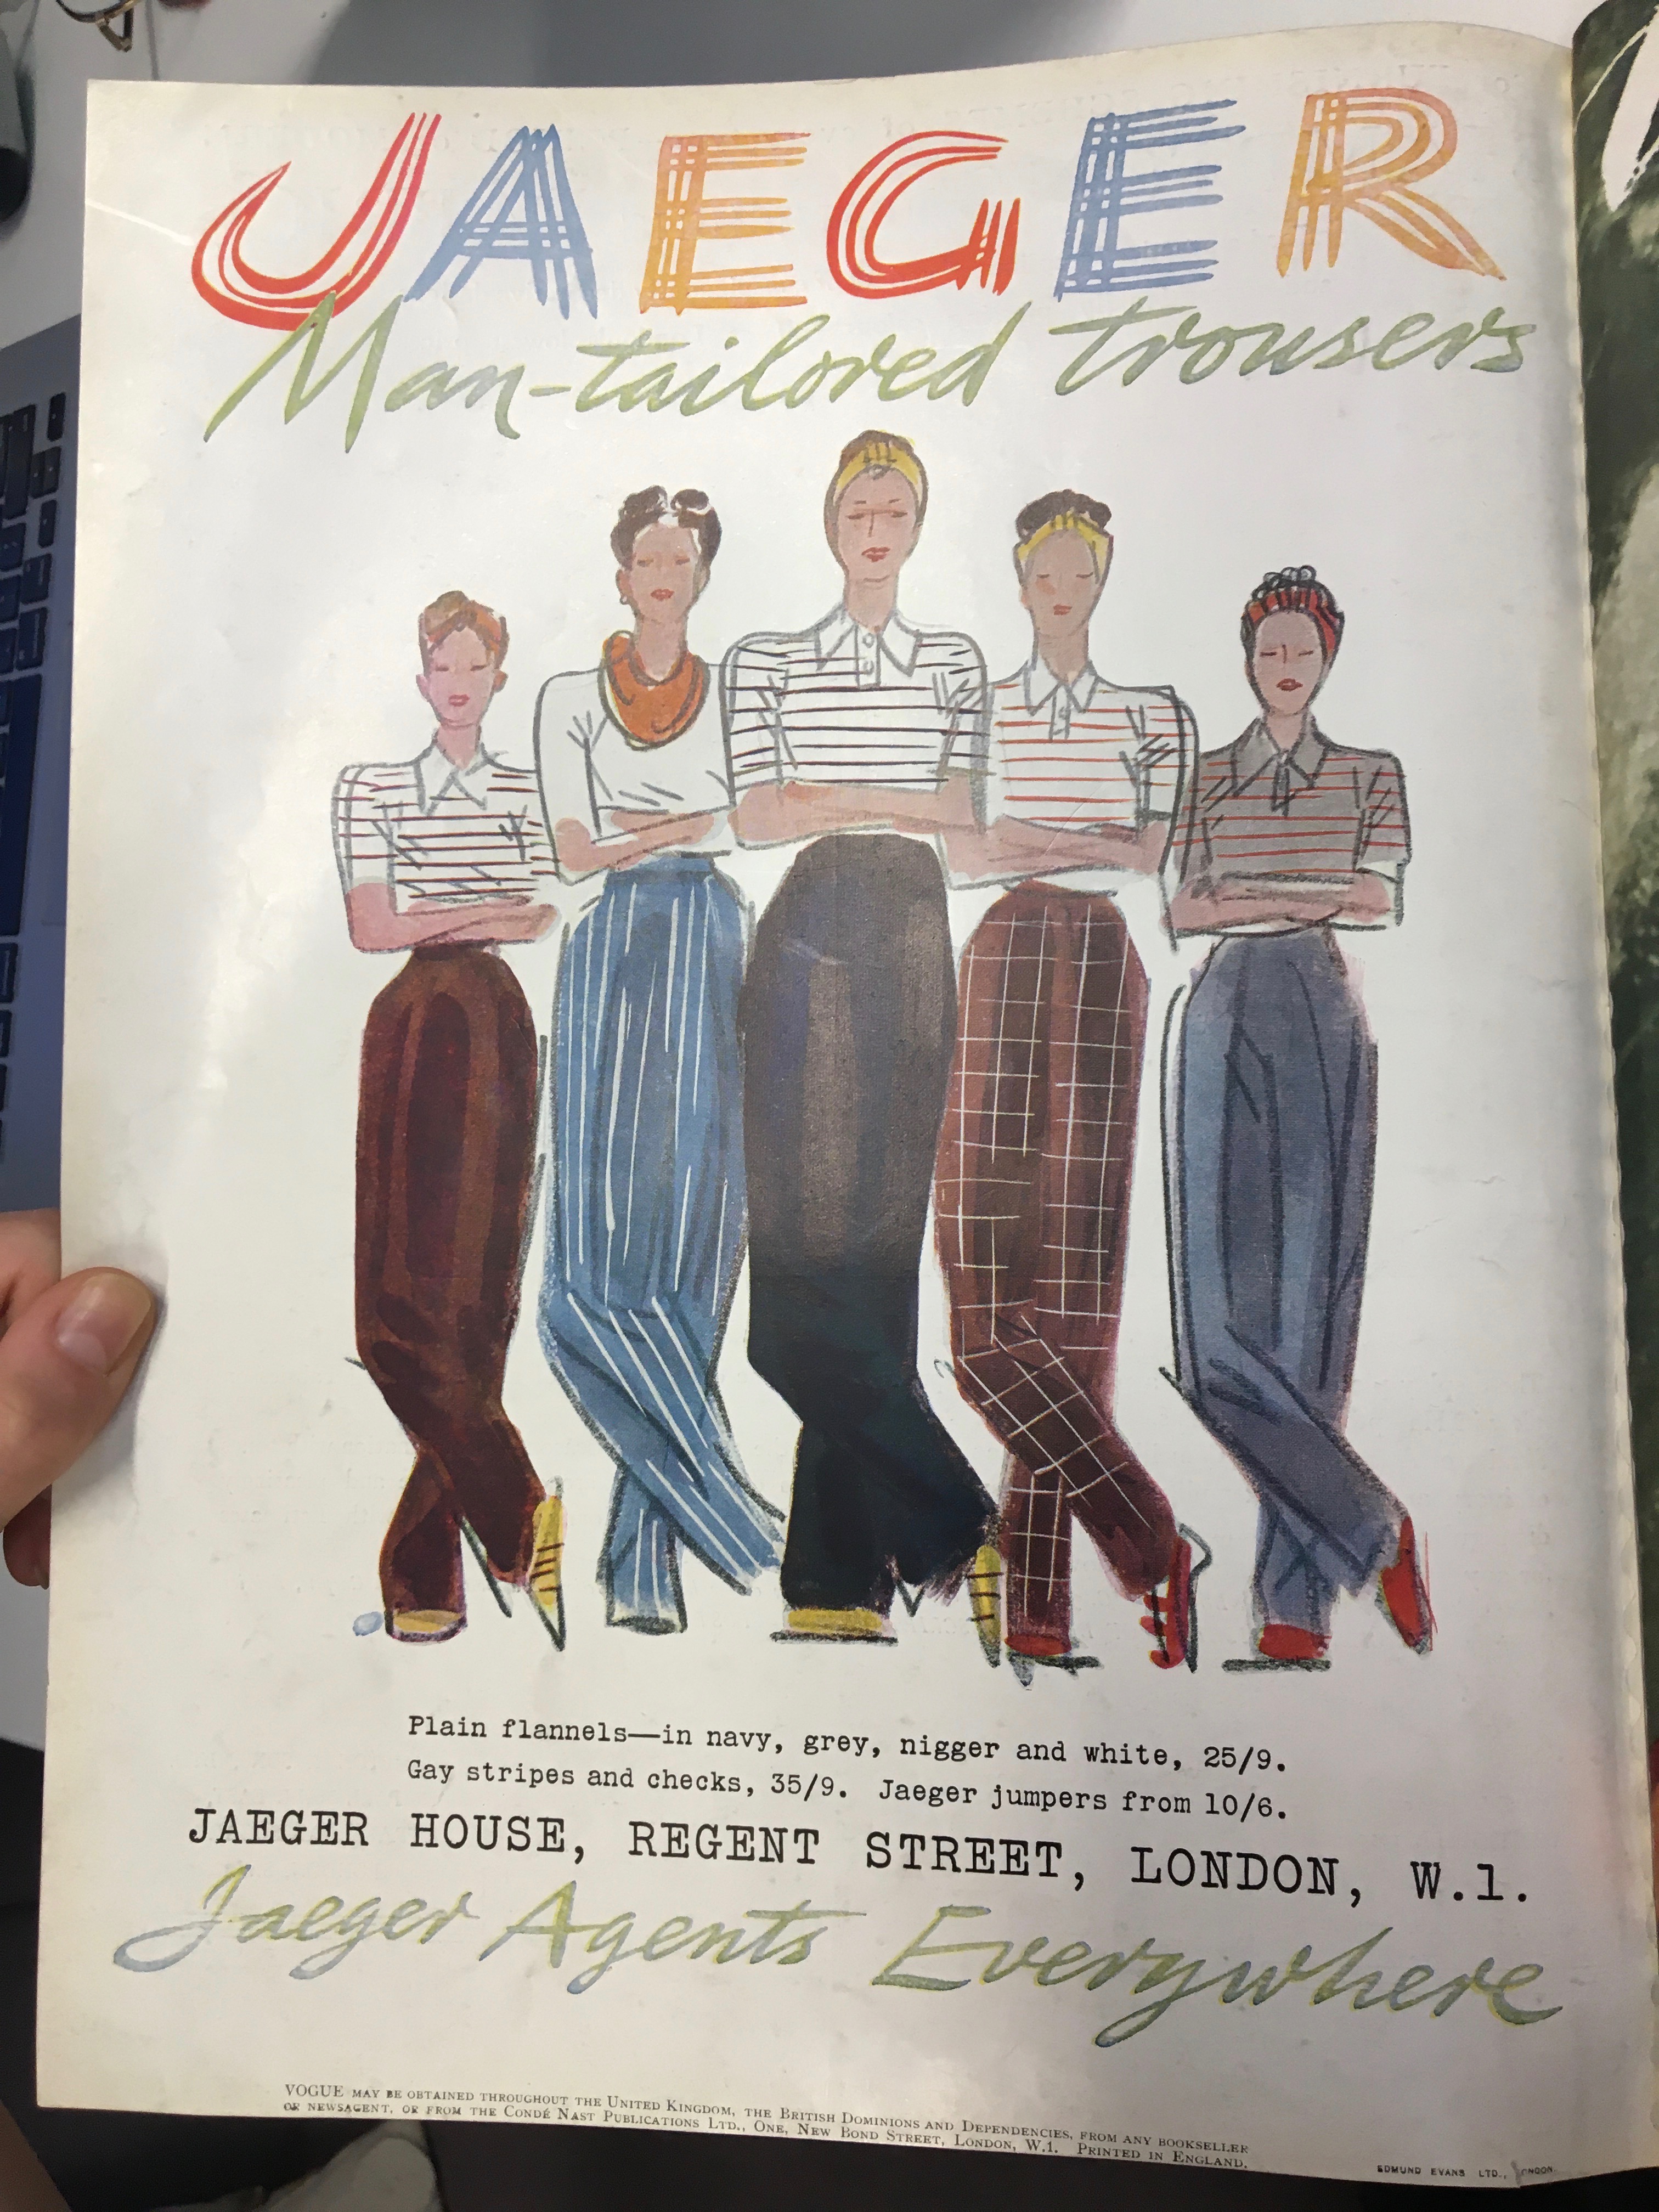 JAEGER
Man-tailored trousers
Plain flannels—in navy, grey, nigger and white, 25/9.
Gay stripes and checks, 35/9. Jaeger jumpers from 10/6.
JAEGER HOUSE, REGENT STREET, LONDON, W.1.
Jaeger Agents Everywhere
VOGUE MAY BE OBTAINED THROUGHOUT THE UNITED KINGDOM, THE BRITISH DOMINIONS AND DEPENDENCIES, FROM ANY BOOKSELLER
OR NEWSAGENT, OR FROM THE CONDÉ NAST PUBLICATIONS LTD., ONE, NEW BOND STREET, LONDON, W.1. PRINTED IN ENGLAND.
EDMUND EVANS LTD.,